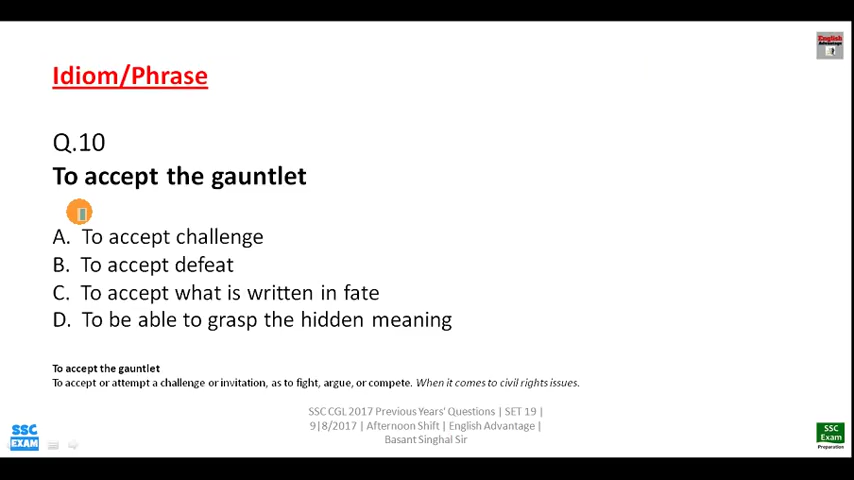 English
Advantage
Idiom/Phrase
Q.10
To accept the gauntlet
A. To accept challenge
B. To accept defeat
C. To accept what is written in fate
D. To be able to grasp the hidden meaning
To accept the gauntlet
To accept or attempt a challenge or invitation, as to fight, argue, or compete. When it comes to civil rights issues.
SSC CGL 2017 Previous Years' Questions | SET 19 |
9|8/2017 | Afternoon Shift | English Advantage |
Basant Singhal Sir
SSC
EXAM
SSC
Exam
Preparation